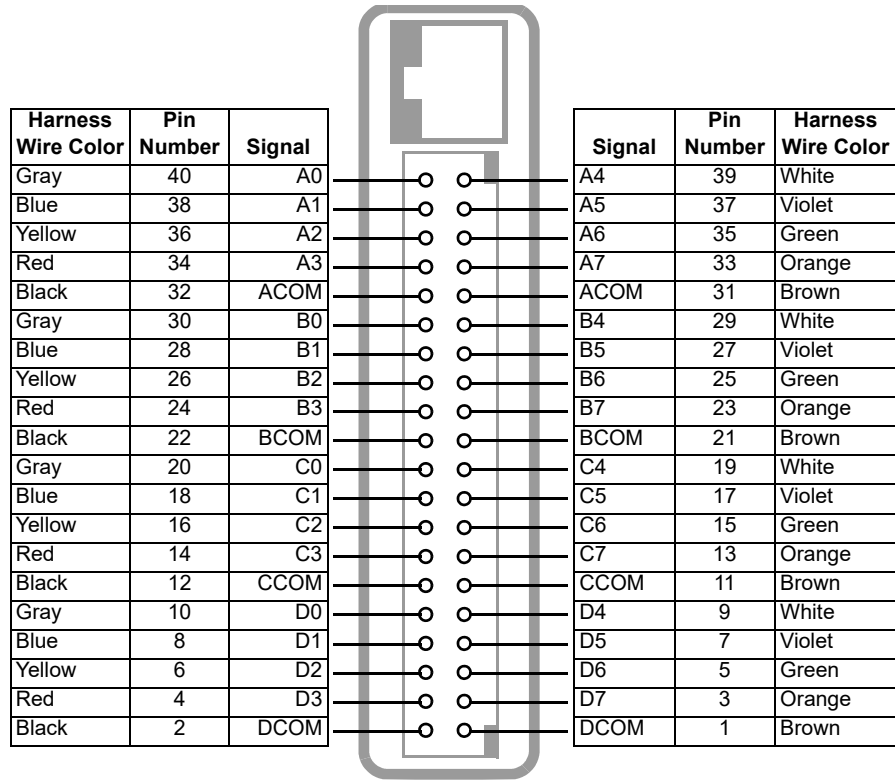 Harness Wire Color Pin Number Signal Signal Pin Number Harness Wire Color
Gray 40 A0 A4 39 White
Blue 38 A1 A5 37 Violet
Yellow 36 A2 A6 35 Green
Red 34 A3 A7 33 Orange
Black 32 ACOM ACOM 31 Brown
Gray 30 B0 B4 29 White
Blue 28 B1 B5 27 Violet
Yellow 26 B2 B6 25 Green
Red 24 B3 B7 23 Orange
Black 22 BCOM BCOM 21 Brown
Gray 20 C0 C4 19 White
Blue 18 C1 C5 17 Violet
Yellow 16 C2 C6 15 Green
Red 14 C3 C7 13 Orange
Black 12 CCOM CCOM 11 Brown
Gray 10 D0 D4 9 White
Blue 8 D1 D5 7 Violet
Yellow 6 D2 D6 5 Green
Red 4 D3 D7 3 Orange
Black 2 DCOM DCOM 1 Brown